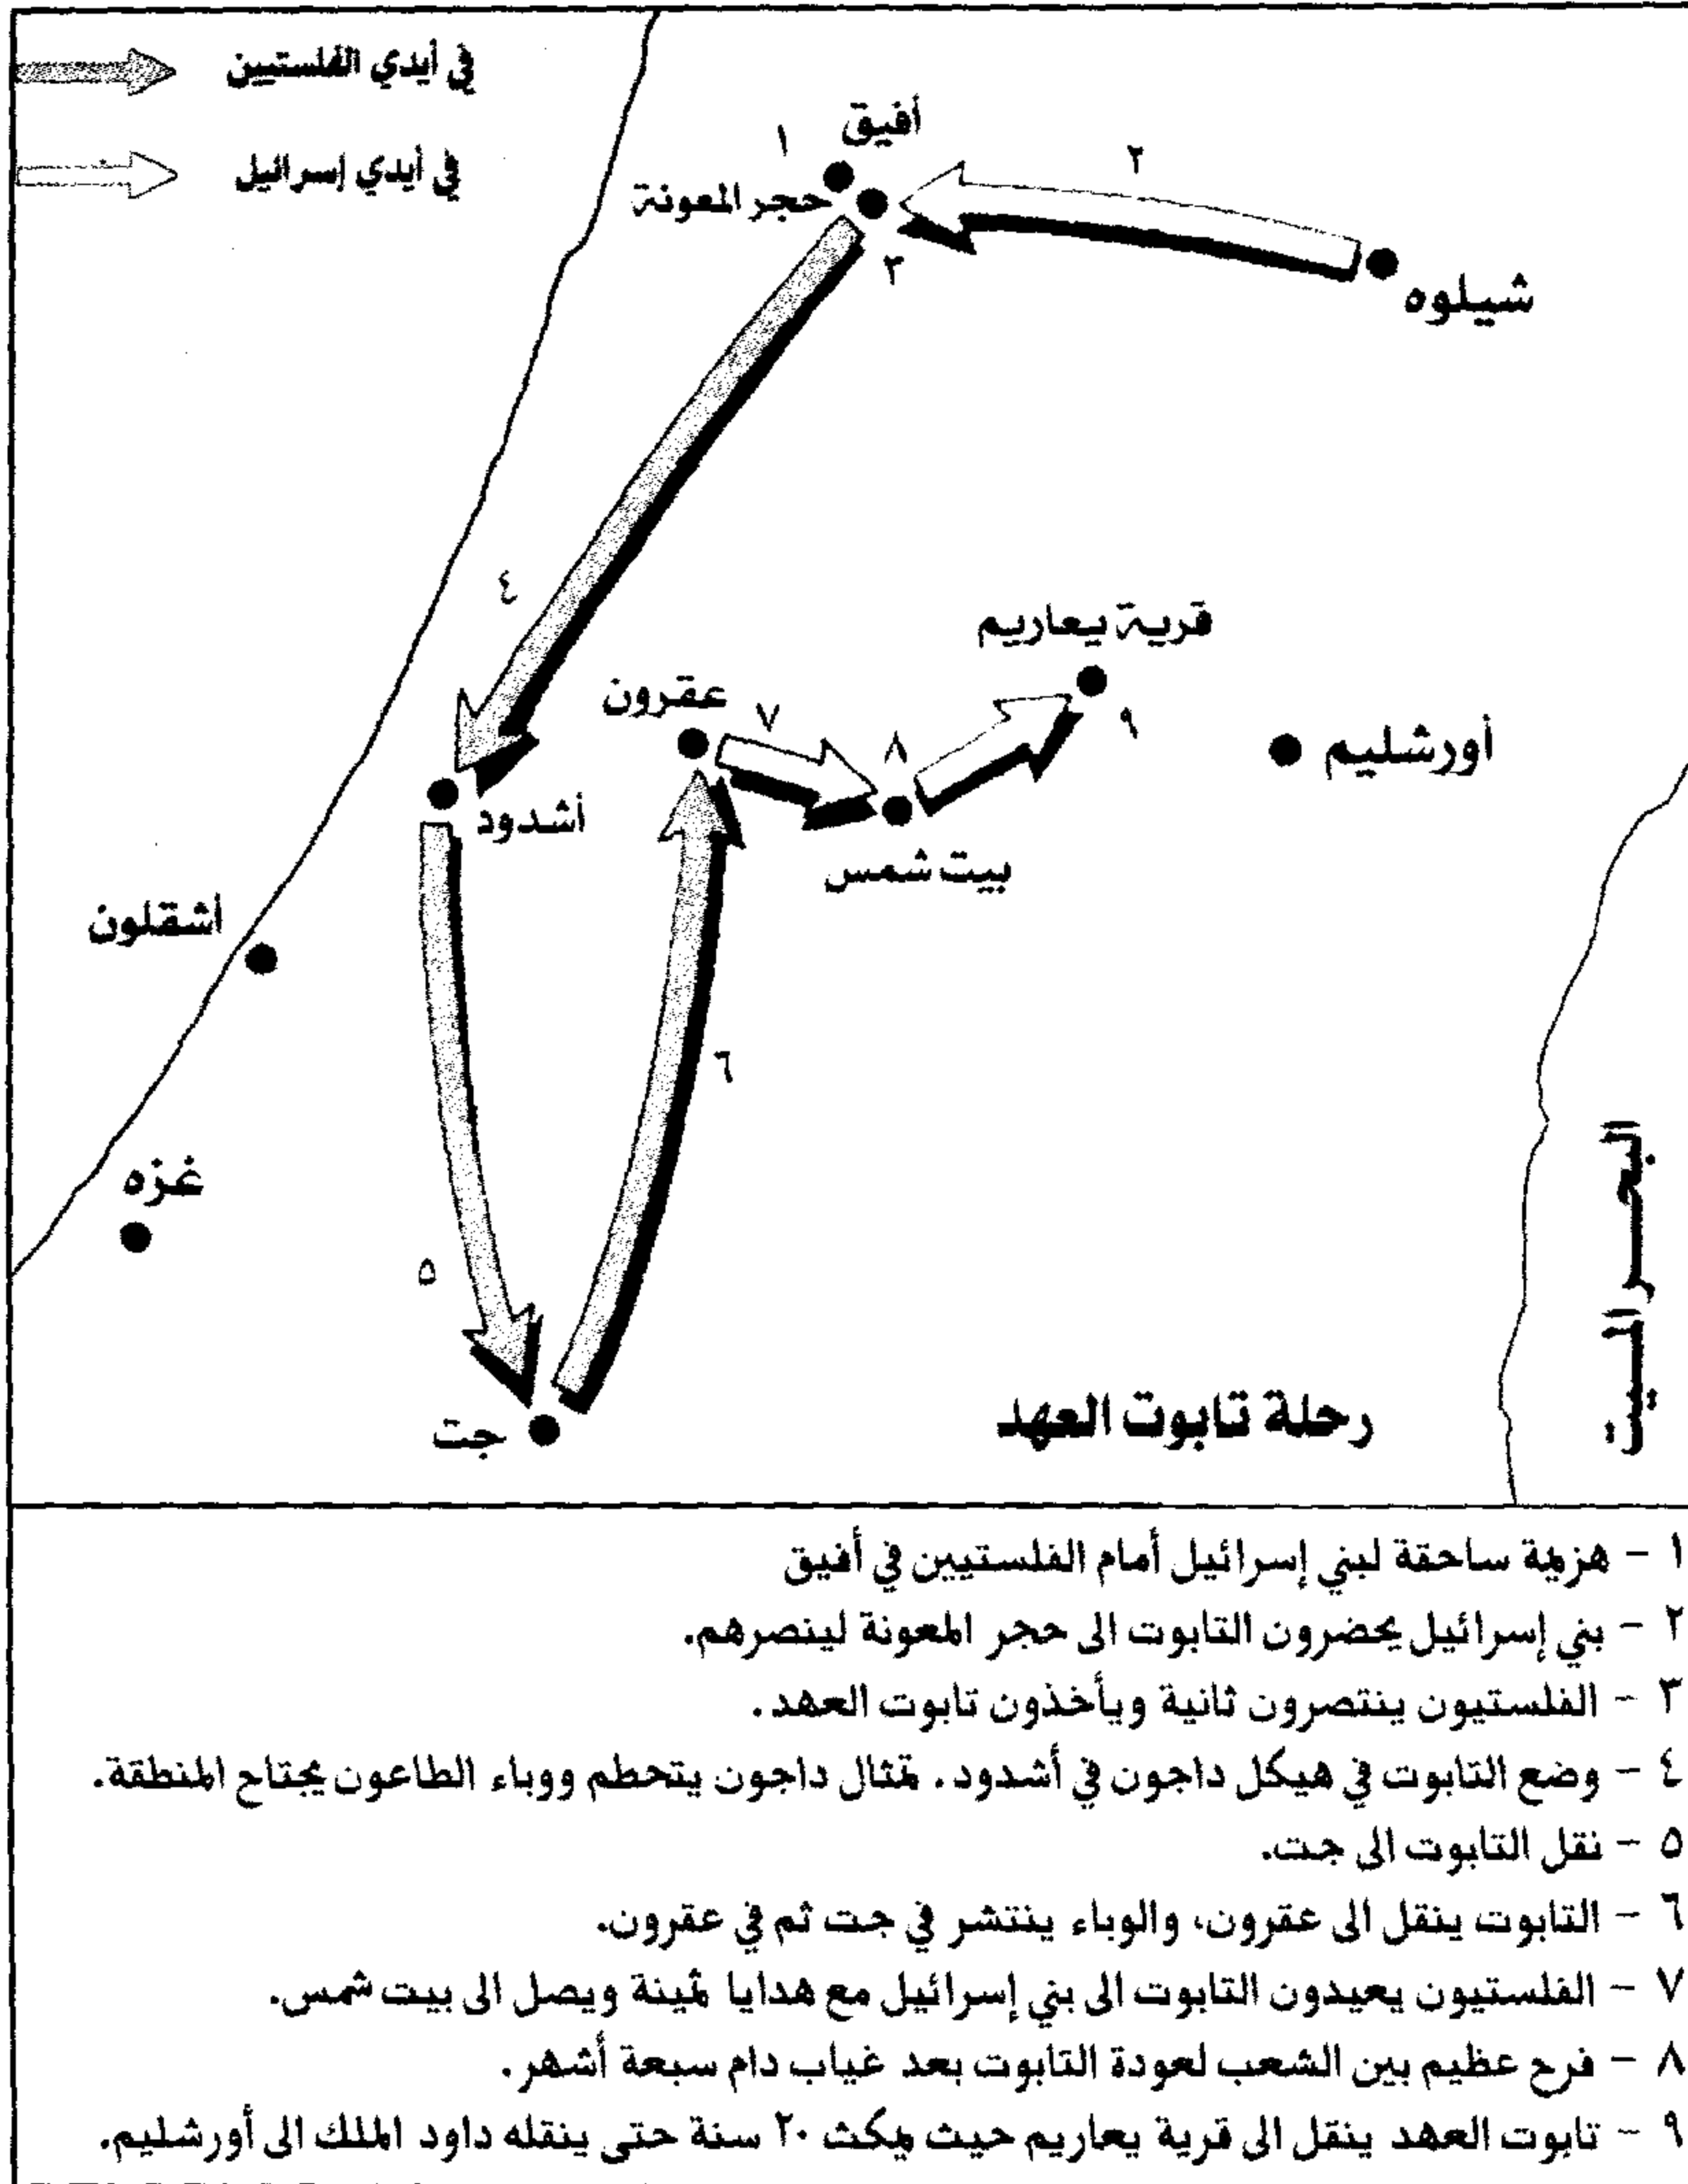 في أيدي الفلستيين
في أيدي إسرائيل
أفيق
١
حجر المعونة
٢
٣
شيلوه
٤
قرية يعاريم
عقرون
٧
٨
٩
أورشليم
أشدود
بيت شمس
اشقلون
٦
غزه
٥
البحر الميت
رحلة تابوت العهد
جت
١ - هزيمة ساحقة لبني إسرائيل أمام الفلستيين في أفيق
٢ - بني إسرائيل يحضرون التابوت الى حجر المعونة لينصرهم.
٣ - الفلستيون ينتصرون ثانية ويأخذون تابوت العهد.
٤ - وضع التابوت في هيكل داجون في أشدود. تمثال داجون يتحطم ووباء الطاعون يجتاح المنطقة.
٥ - نقل التابوت الى جت.
٦ - التابوت ينقل الى عقرون، والوباء ينتشر في جت ثم في عقرون.
٧ - الفلستيون يعيدون التابوت الى بني إسرائيل مع هدايا ثمينة ويصل الى بيت شمس.
٨ - فرح عظيم بين الشعب لعودة التابوت بعد غياب دام سبعة أشهر.
٩ - تابوت العهد ينقل الى قرية يعاريم حيث يمكث ٢٠ سنة حتى ينقله داود الملك الى أورشليم.